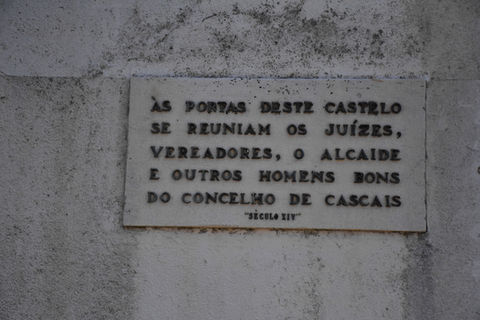 ÀS PORTAS DESTE CASTELO
SE REUNIAM OS JUÍZES,
VEREADORES, O ALCAIDE
E OUTROS HOMENS BONS
DO CONCELHO DE CASCAIS
"SÉCULO XIV"